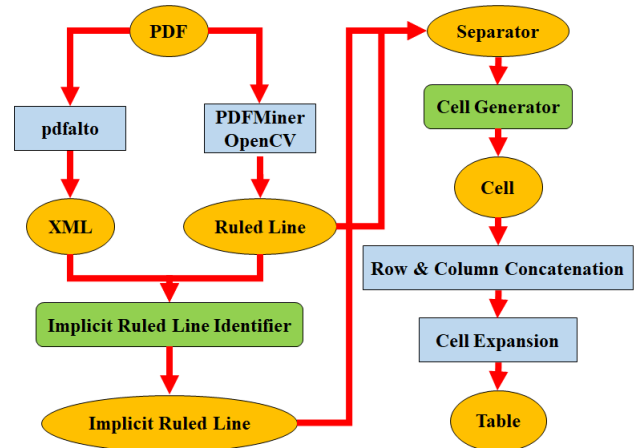 PDF
pdfalto
PDFMiner
OpenCV
XML
Ruled Line
Implicit Ruled Line Identifier
Implicit Ruled Line
Separator
Cell Generator
Cell
Row & Column Concatenation
Cell Expansion
Table